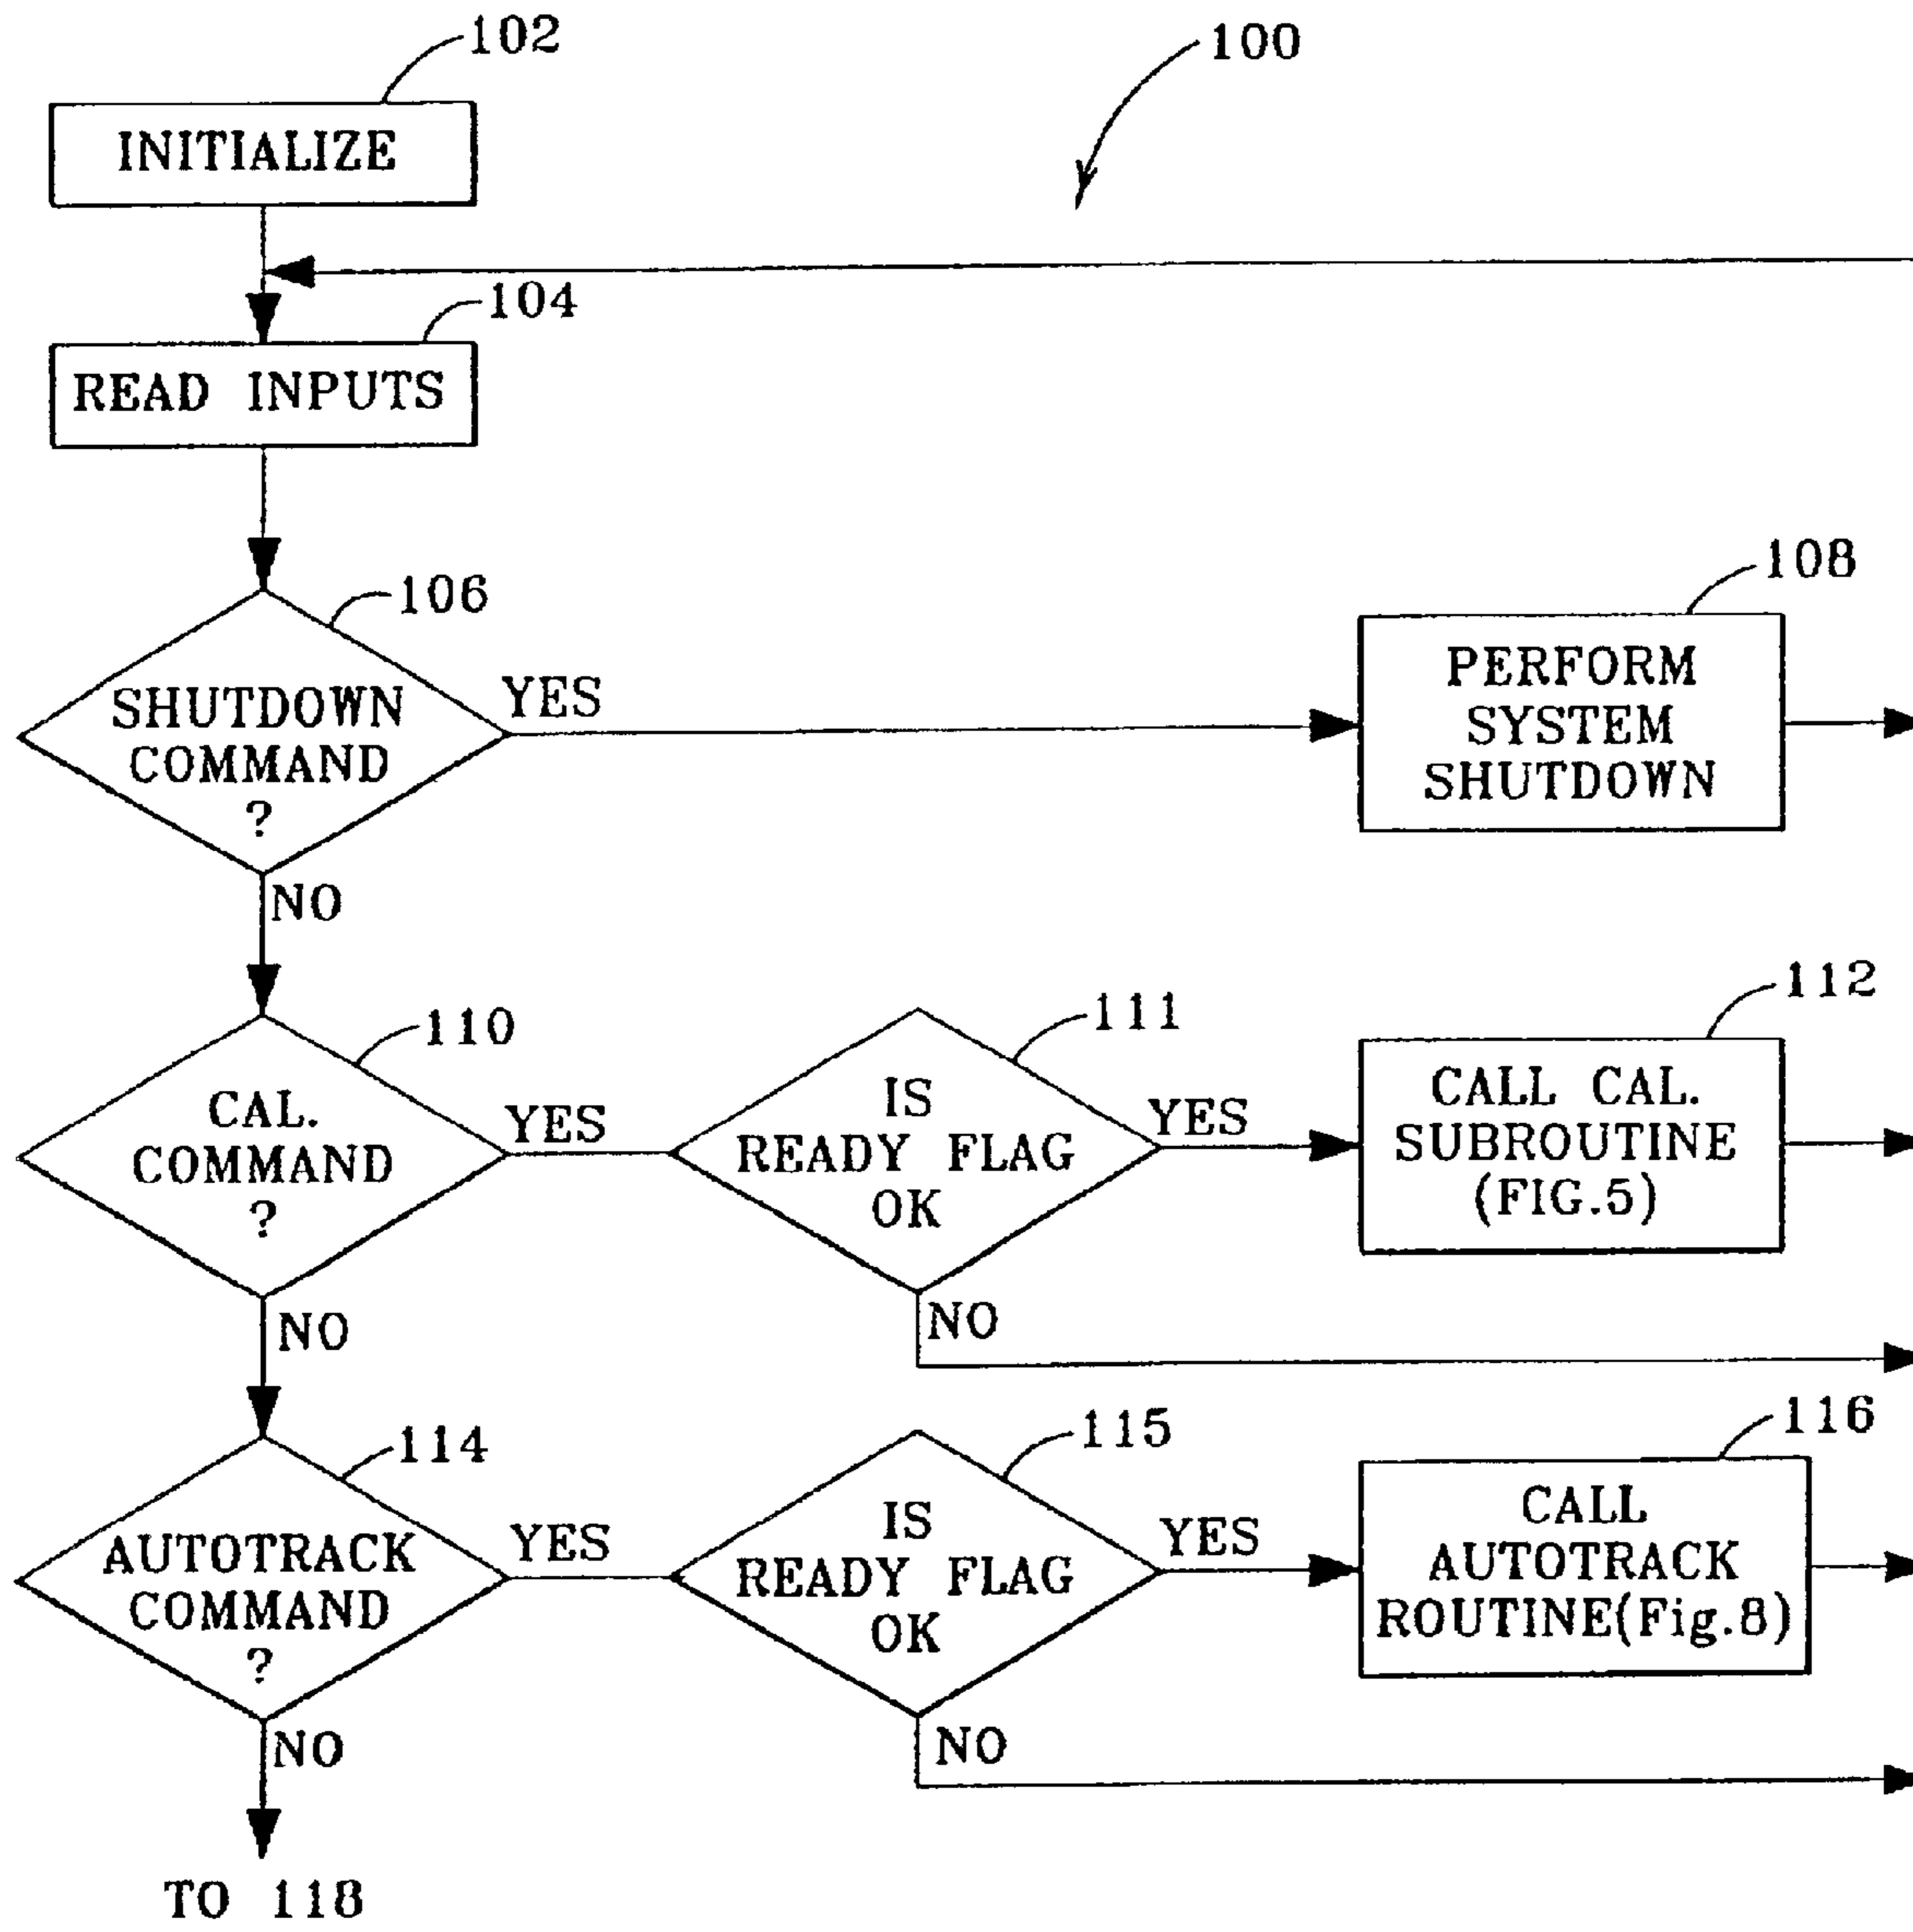 102
100
INITIALIZE
104
READ INPUTS
106
108
SHUTDOWN
COMMAND
?
YES
PERFORM
SYSTEM
SHUTDOWN
NO
110
111
112
CAL.
COMMAND
?
YES
IS
READY FLAG
OK
YES
CALL CAL.
SUBROUTINE
(FIG.5)
NO
NO
114
115
116
AUTOTRACK
COMMAND
?
YES
IS
READY FLAG
OK
YES
CALL
AUTOTRACK
ROUTINE(Fig.8)
NO
NO
TO 118